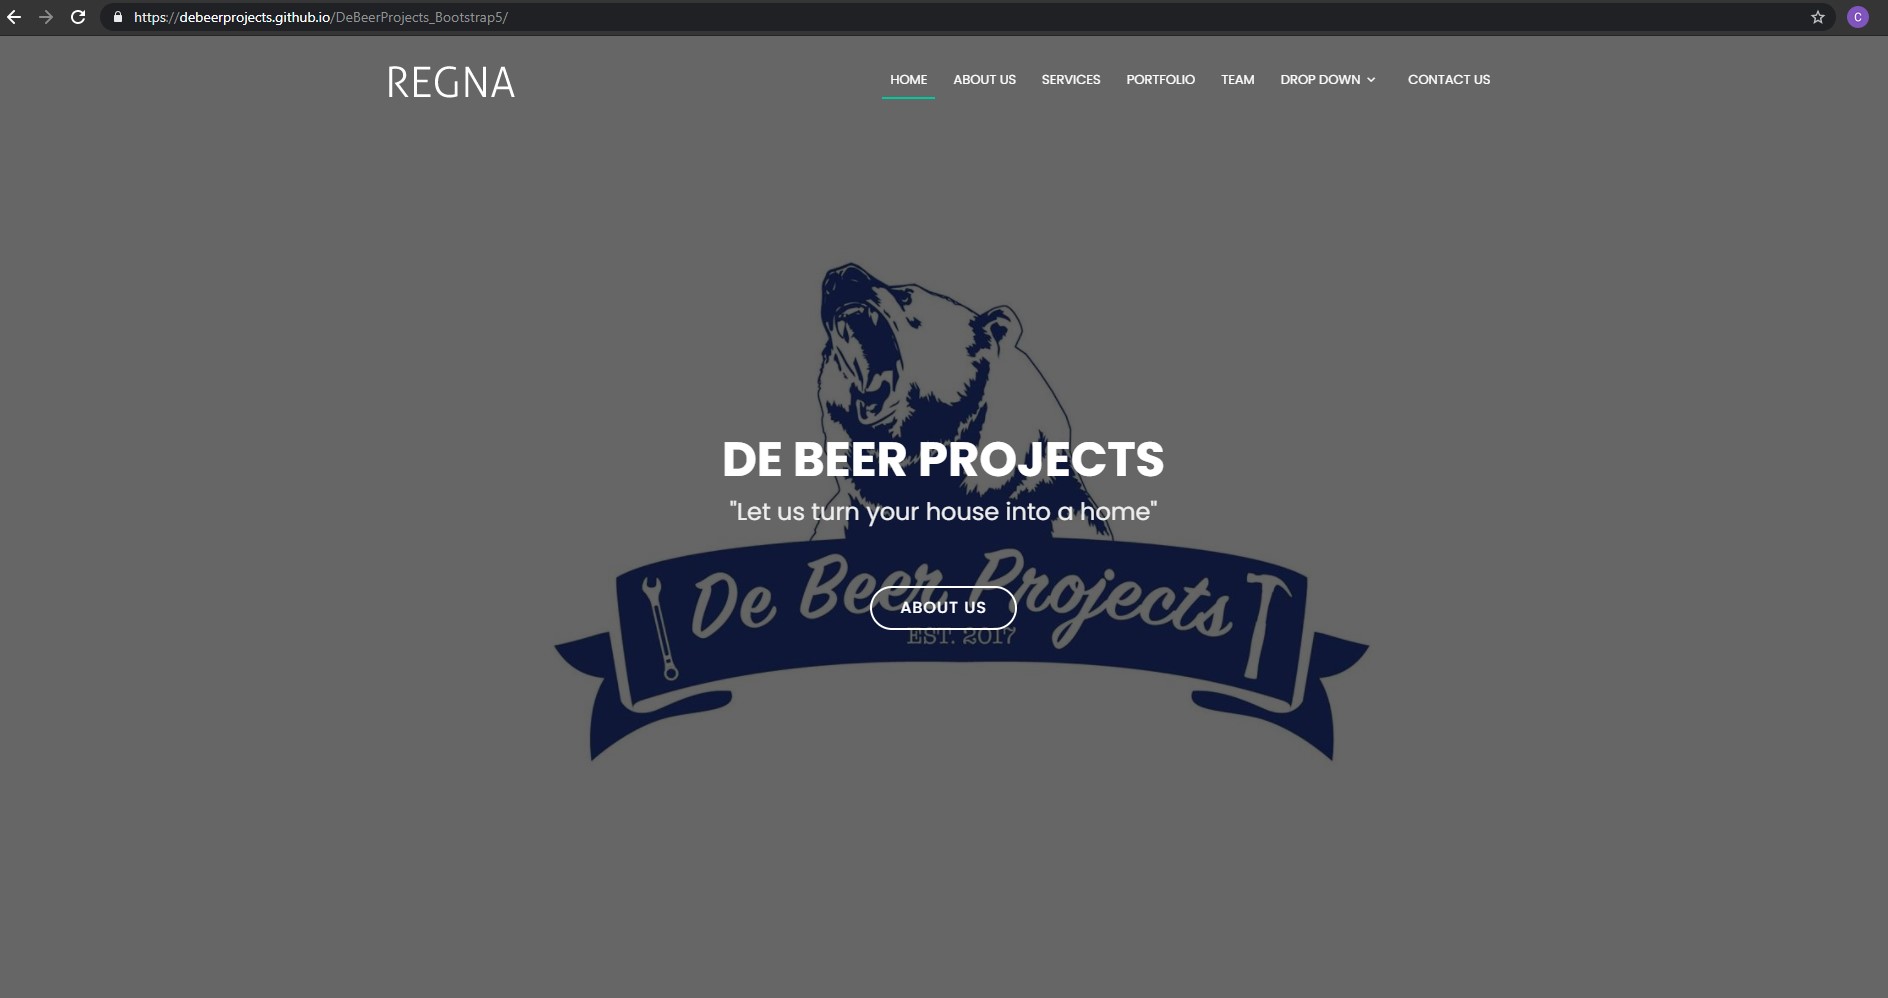 https://debeerprojects.github.io/DeBeerProjects_Bootstrap5/
C
REGNA
HOME ABOUT US SERVICES PORTFOLIO TEAM DROP DOWN CONTACT US
DE BEER PROJECTS
"Let us turn your house into a home"
De Beer Projects
ABOUT US
EST. 2017